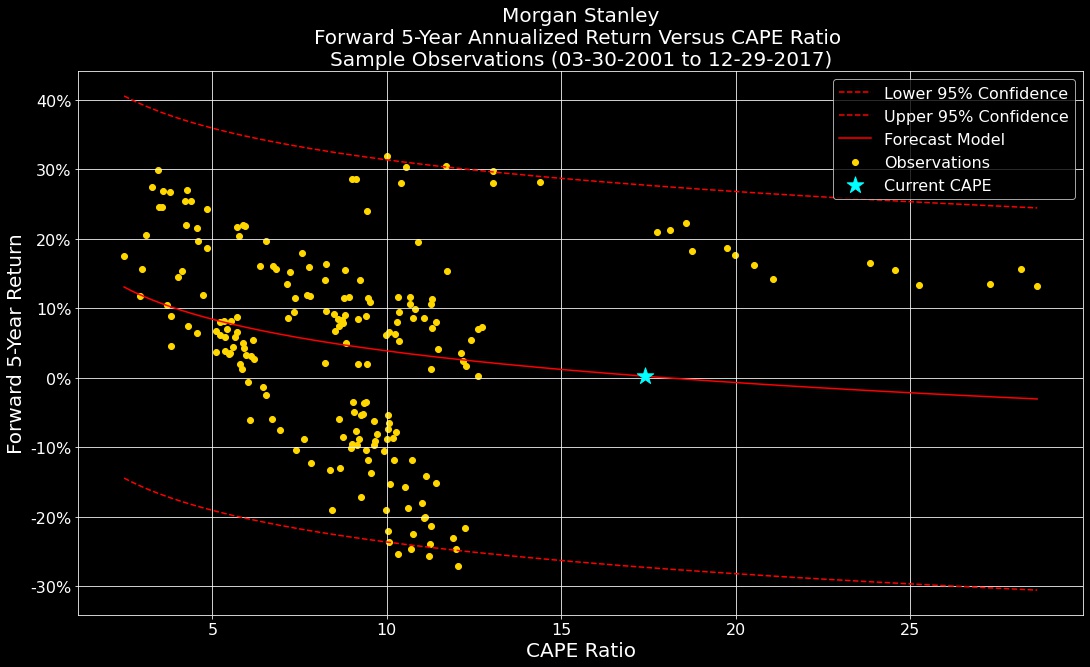 Morgan Stanley
Forward 5-Year Annualized Return Versus CAPE Ratio
Sample Observations (03-30-2001 to 12-29-2017)
Lower 95% Confidence
Upper 95% Confidence
Forecast Model
Observations
Current CAPE
Forward 5-Year Return
40%
30%
20%
10%
0%
-10%
-20%
-30%
5 10 15 20 25
CAPE Ratio